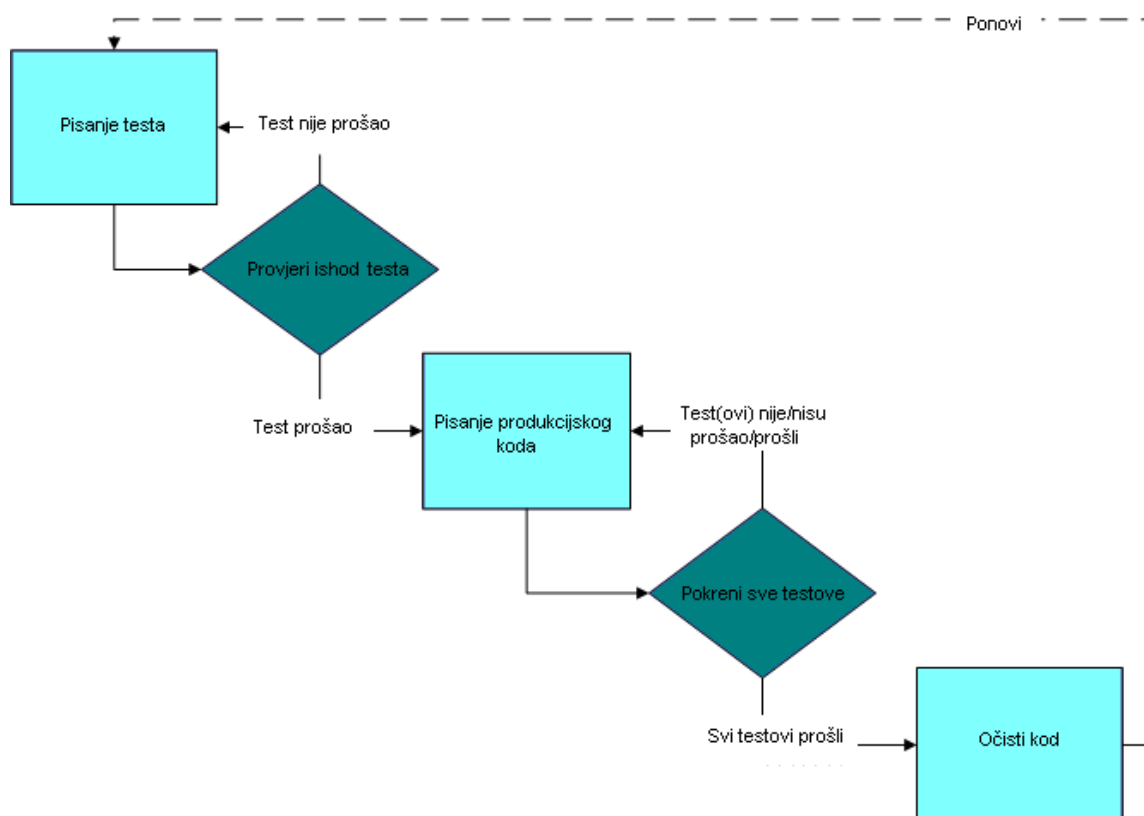 Ponovi
Pisanje testa
Test nije prošao
Provjeri ishod testa
Test prošao
Pisanje produkcijskog
koda
Test(ovi) nije/nisu
prošao/prošli
Pokreni sve testove
Svi testovi prošli
Očisti kod